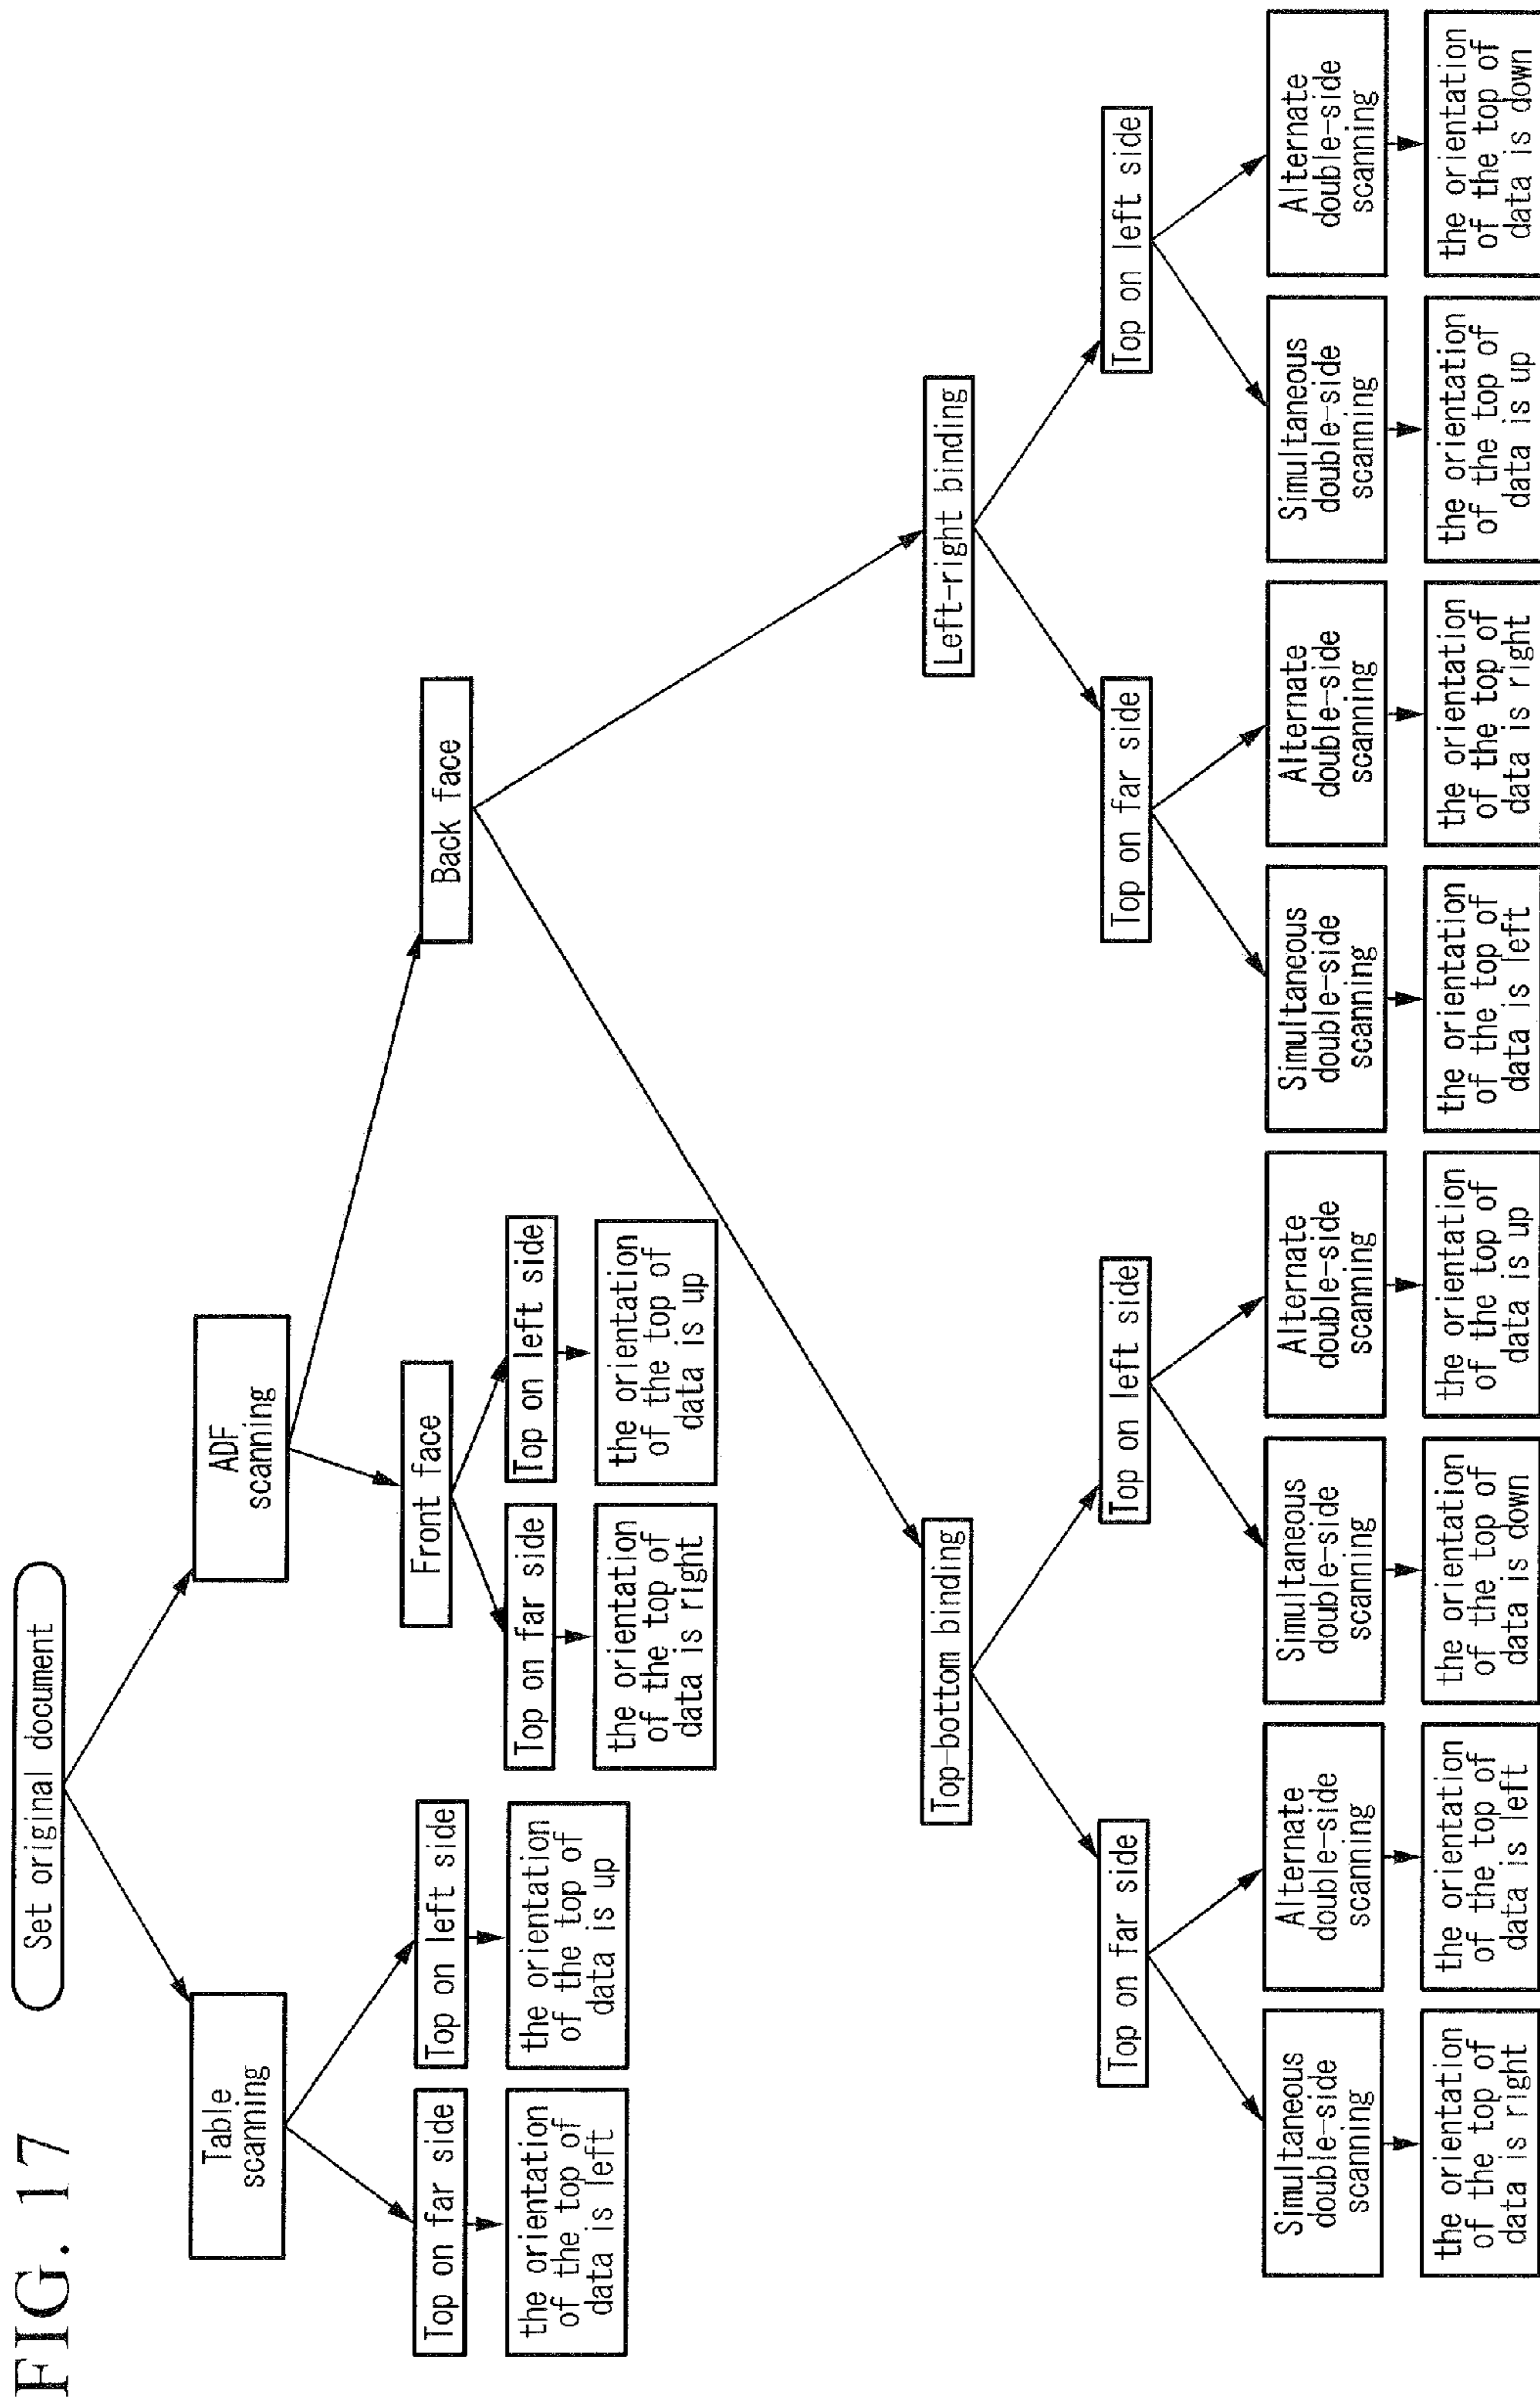 FIG. 17
Set original document
Table
scanning
ADF
scanning
Top on far side
Top on left side
Front face
Back face
the orientation
of the top of
data is left
the orientation
of the top of
data is up
Top on far side
Top on left side
the orientation
of the top of
data is right
the orientation
of the top of
data is up
Top-bottom binding
Left-right binding
Top on far side
Top on left side
Top on far side
Top on left side
Simultaneous
double-side
scanning
Alternate
double-side
scanning
Simultaneous
double-side
scanning
Alternate
double-side
scanning
Simultaneous
double-side
scanning
Alternate
double-side
scanning
Simultaneous
double-side
scanning
Alternate
double-side
scanning
the orientation
of the top of
data is right
the orientation
of the top of
data is left
the orientation
of the top of
data is down
the orientation
of the top of
data is up
the orientation
of the top of
data is left
the orientation
of the top of
data is right
the orientation
of the top of
data is up
the orientation
of the top of
data is down